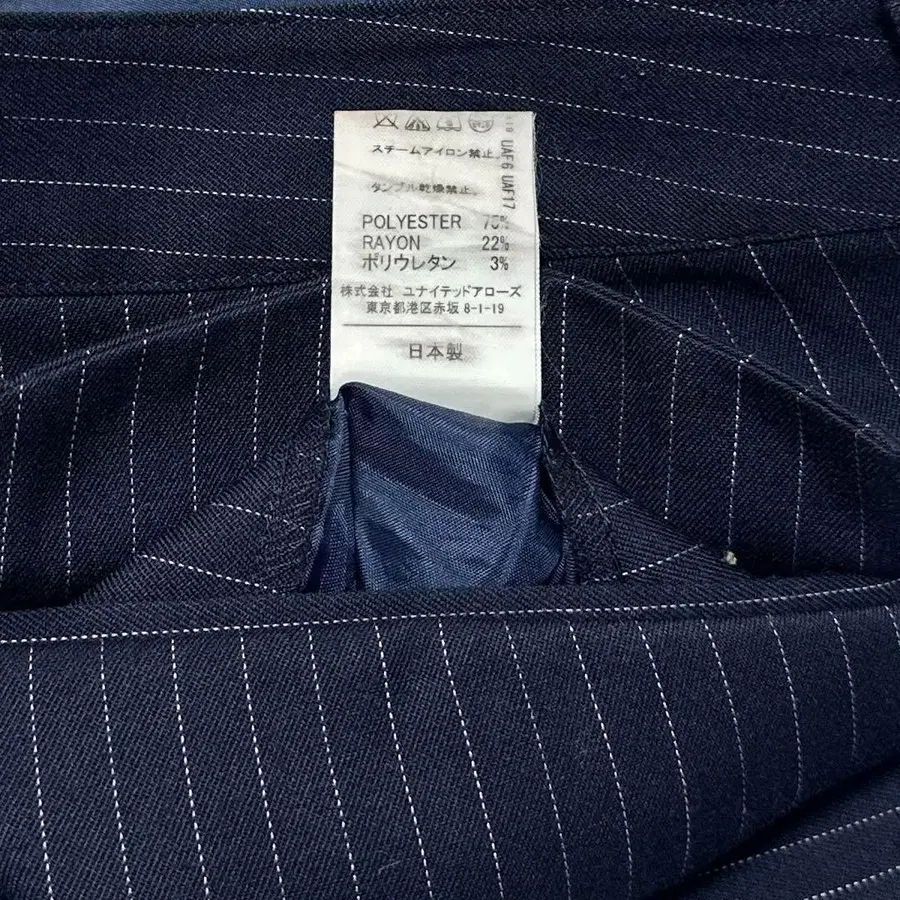 スチームアイロン禁止。
タンブル乾燥禁止。
POLYESTER 75%
RAYON 22%
ポリウレタン 3%
株式会社 ユナイテッドアローズ
東京都港区赤坂 8-1-19
日本製
UAF6 UAF17